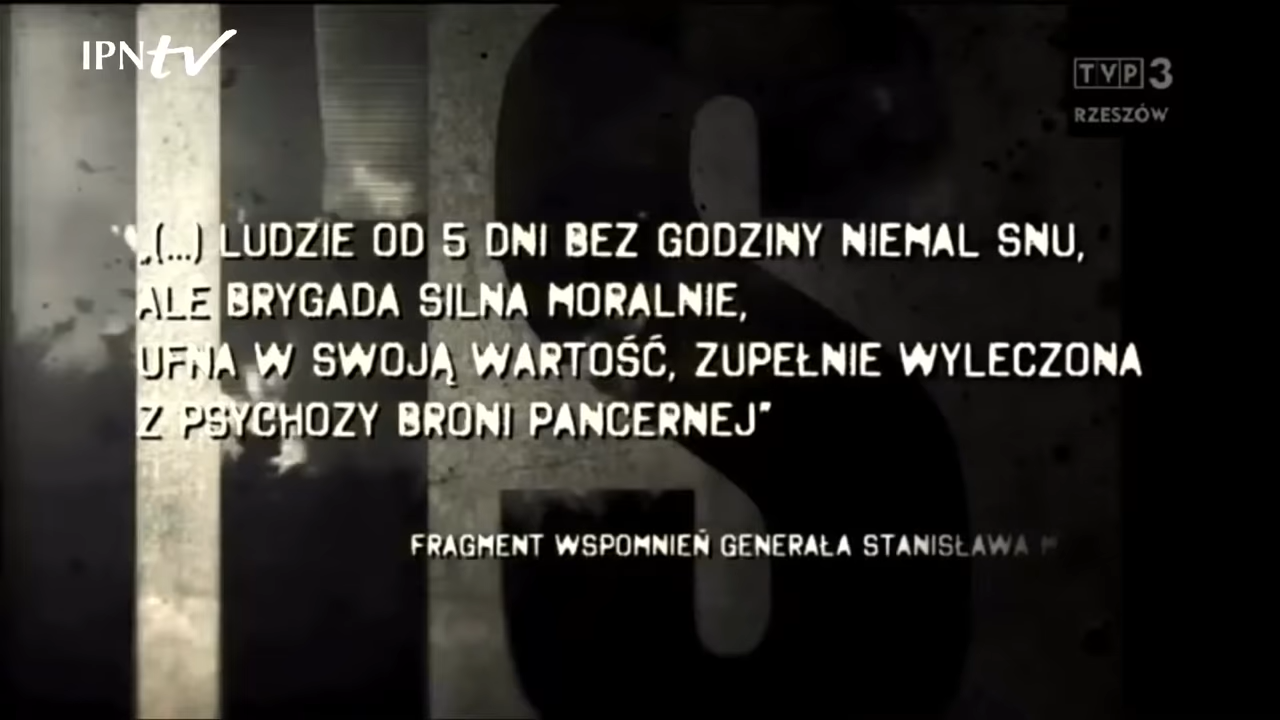 IPNtv
TVP3
RZESZÓW
„(...) LUDZIE OD 5 DNI BEZ GODZINY NIEMAL SNU,
ALE BRYGADA SILNA MORALNIE,
UFNA W SWOJĄ WARTOŚĆ, ZUPEŁNIE WYLECZONA
Z PSYCHOZY BRONI PANCERNEJ”
FRAGMENT WSPOMNIEŃ GENERAŁA STANISŁAWA M